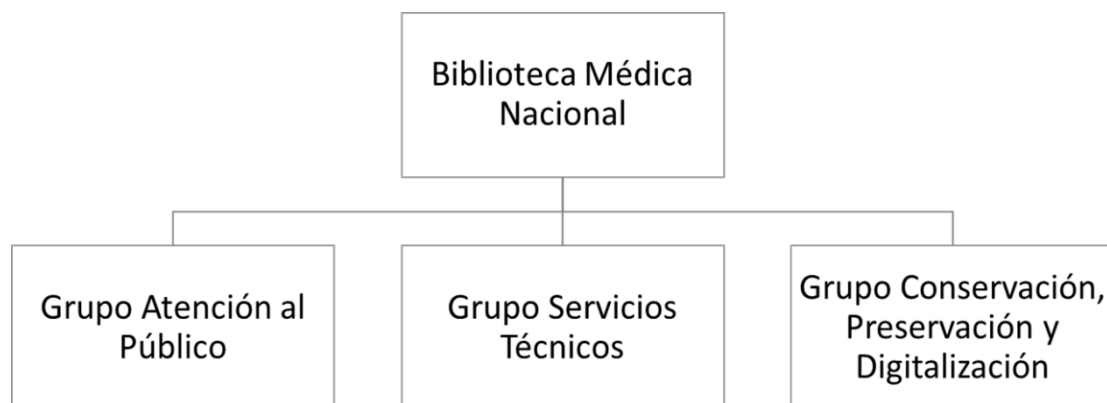 Biblioteca Médica
Nacional
Grupo Atención al
Público
Grupo Servicios
Técnicos
Grupo Conservación,
Preservación y
Digitalización